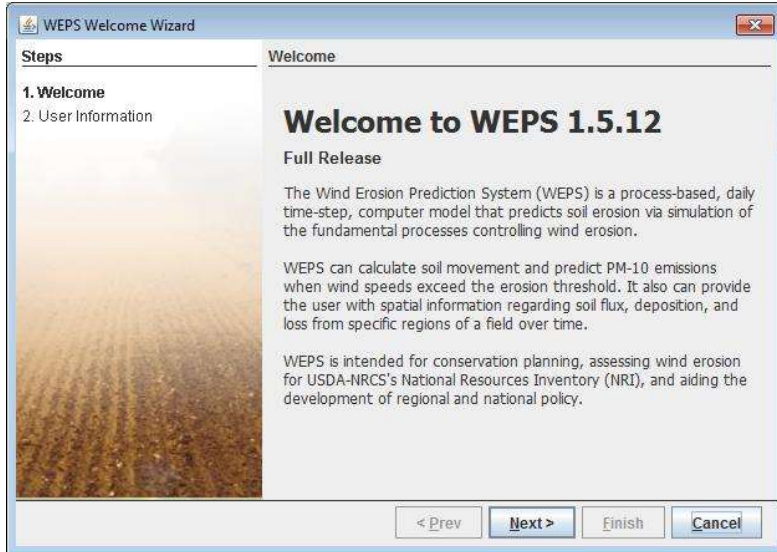 WEPS Welcome Wizard
Steps
1. Welcome
2. User Information
Welcome
Welcome to WEPS 1.5.12
Full Release
The Wind Erosion Prediction System (WEPS) is a process-based, daily
time-step, computer model that predicts soil erosion via simulation of
the fundamental processes controlling wind erosion.
WEPS can calculate soil movement and predict PM-10 emissions
when wind speeds exceed the erosion threshold. It also can provide
the user with spatial information regarding soil flux, deposition, and
loss from specific regions of a field over time.
WEPS is intended for conservation planning, assessing wind erosion
for USDA-NRCS's National Resources Inventory (NRI), and aiding the
development of regional and national policy.
< Prev Next > Finish Cancel